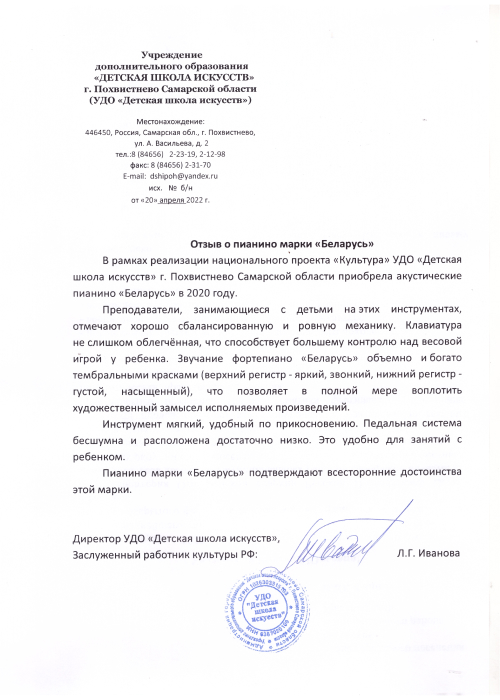 Учреждение
дополнительного образования
«ДЕТСКАЯ ШКОЛА ИСКУССТВ»
г. Похвистнево Самарской области
(УДО «Детская школа искусств»)
Местонахождение:
446450, Россия, Самарская обл., г. Похвистнево,
ул. А. Васильева, д. 2
тел.:8 (84656) 2-23-19, 2-12-98
факс: 8 (84656) 2-31-70
E-mail: dshipoh@yandex.ru
исх. № б/н
от «20» апреля 2022 г.
Отзыв о пианино марки «Беларусь»
В рамках реализации национального проекта «Культура» УДО «Детская
школа искусств» г. Похвистнево Самарской области приобрела акустические
пианино «Беларусь» в 2020 году.
Преподаватели, занимающиеся с детьми на этих инструментах,
отмечают хорошо сбалансированную и ровную механику. Клавиатура
не слишком облегчённая, что способствует большему контролю над весовой
игрой у ребенка. Звучание фортепиано «Беларусь» объемно и богато
тембральными красками (верхний регистр - яркий, звонкий, нижний регистр -
густой, насыщенный), что позволяет в полной мере воплотить
художественный замысел исполняемых произведений.
Инструмент мягкий, удобный по прикосновению. Педальная система
бесшумна и расположена достаточно низко. Это удобно для занятий с
ребенком.
Пианино марки «Беларусь» подтверждают всесторонние достоинства
этой марки.
Директор УДО «Детская школа искусств»,
Заслуженный работник культуры РФ: Л.Г. Иванова
УДО
"Детская
школа
искусств"